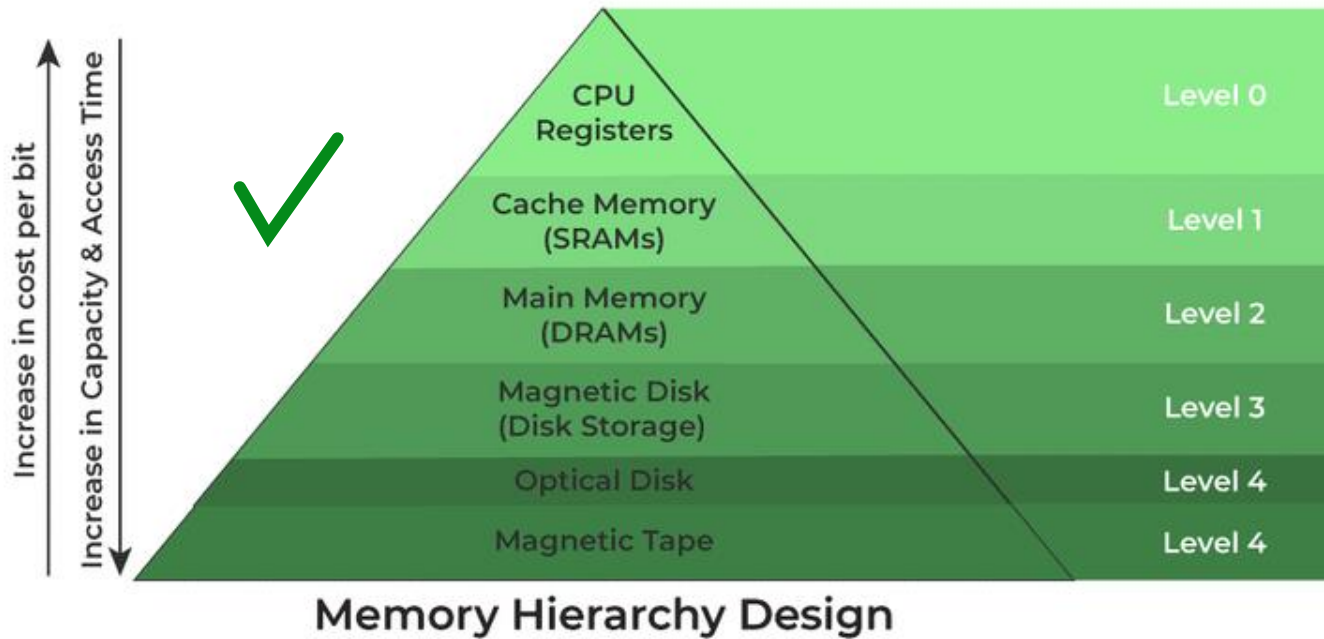 Increase in cost per bit
Increase in Capacity & Access Time
CPU
Registers
Level 0
Cache Memory
(SRAMs)
Level 1
Main Memory
(DRAMs)
Level 2
Magnetic Disk
(Disk Storage)
Level 3
Optical Disk
Level 4
Magnetic Tape
Level 4
Memory Hierarchy Design